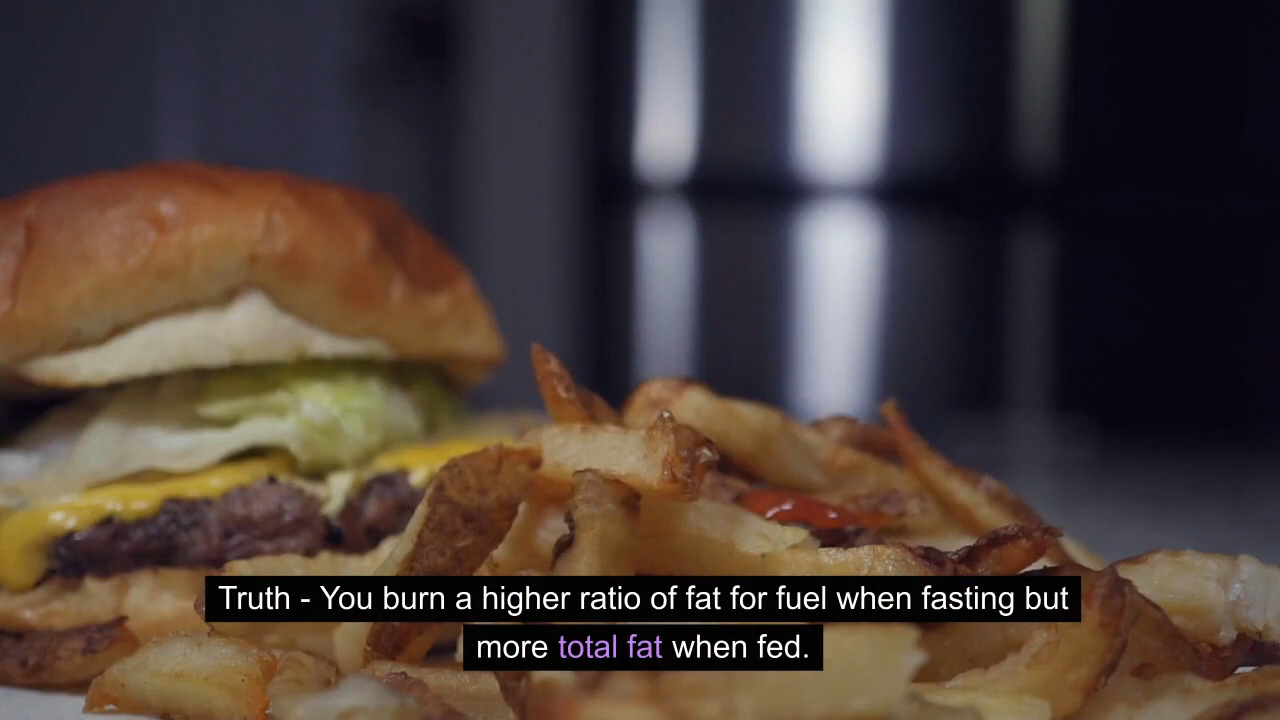 Truth - You burn a higher ratio of fat for fuel when fasting but
more total fat when fed.